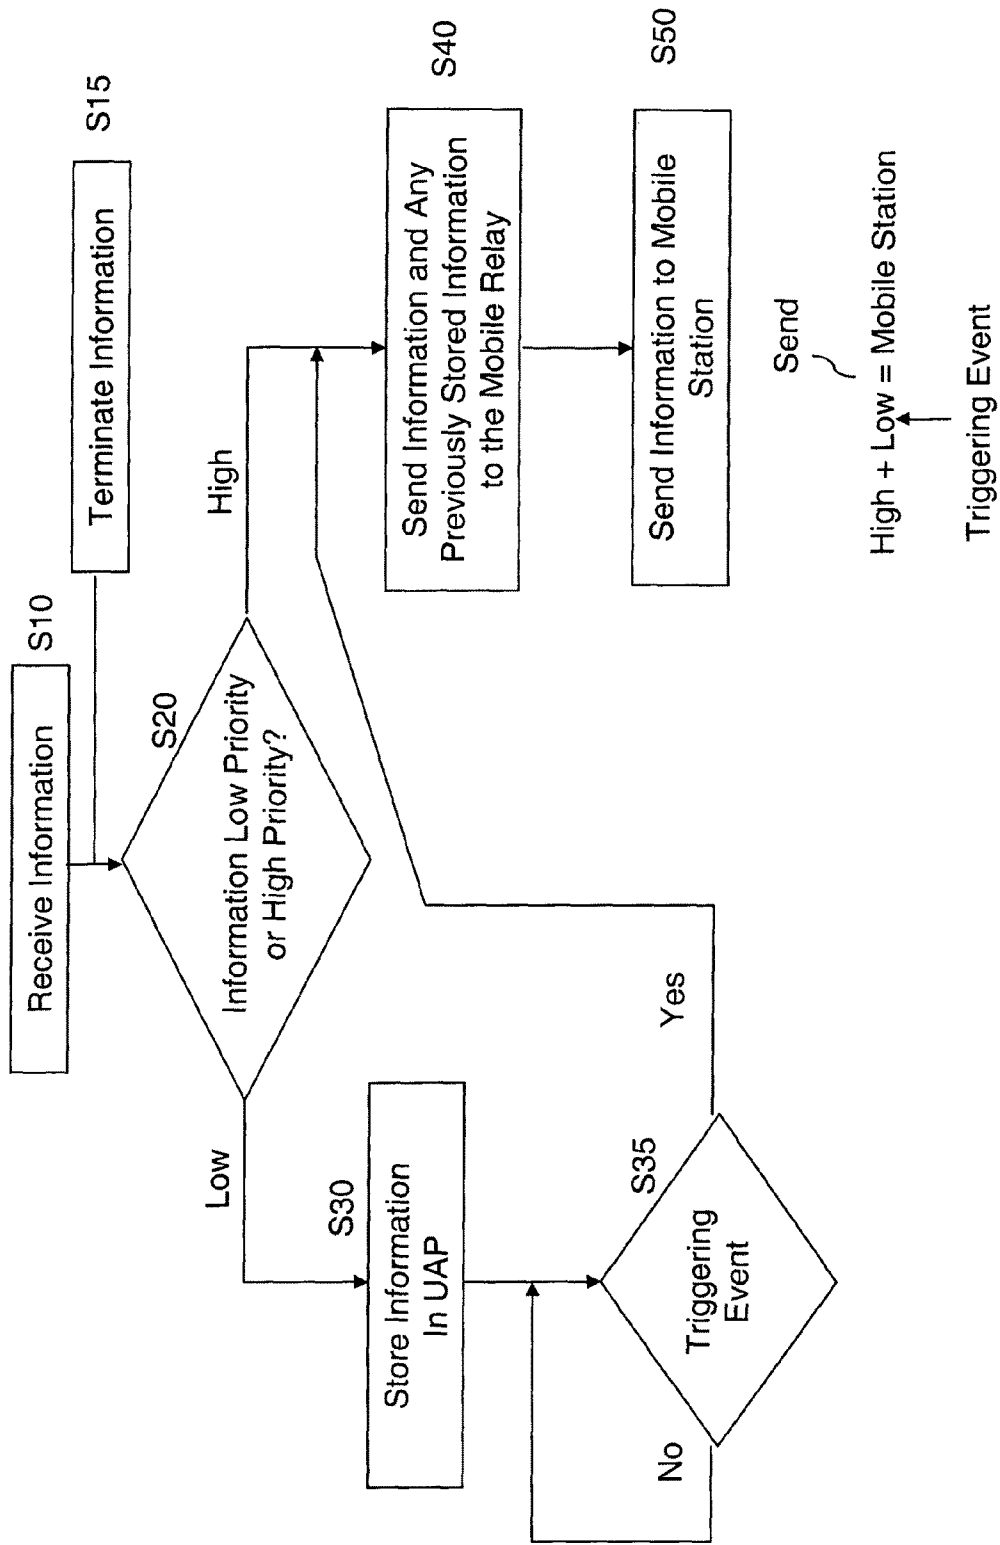 Receive Information
S10
Terminate Information
S15
S20
Information Low Priority
or High Priority?
Low
High
S30
Store Information
In UAP
S35
Triggering
Event
No
Yes
Send Information and Any
Previously Stored Information
to the Mobile Relay
S40
Send Information to Mobile
Station
S50
Send
High + Low = Mobile Station
Triggering Event